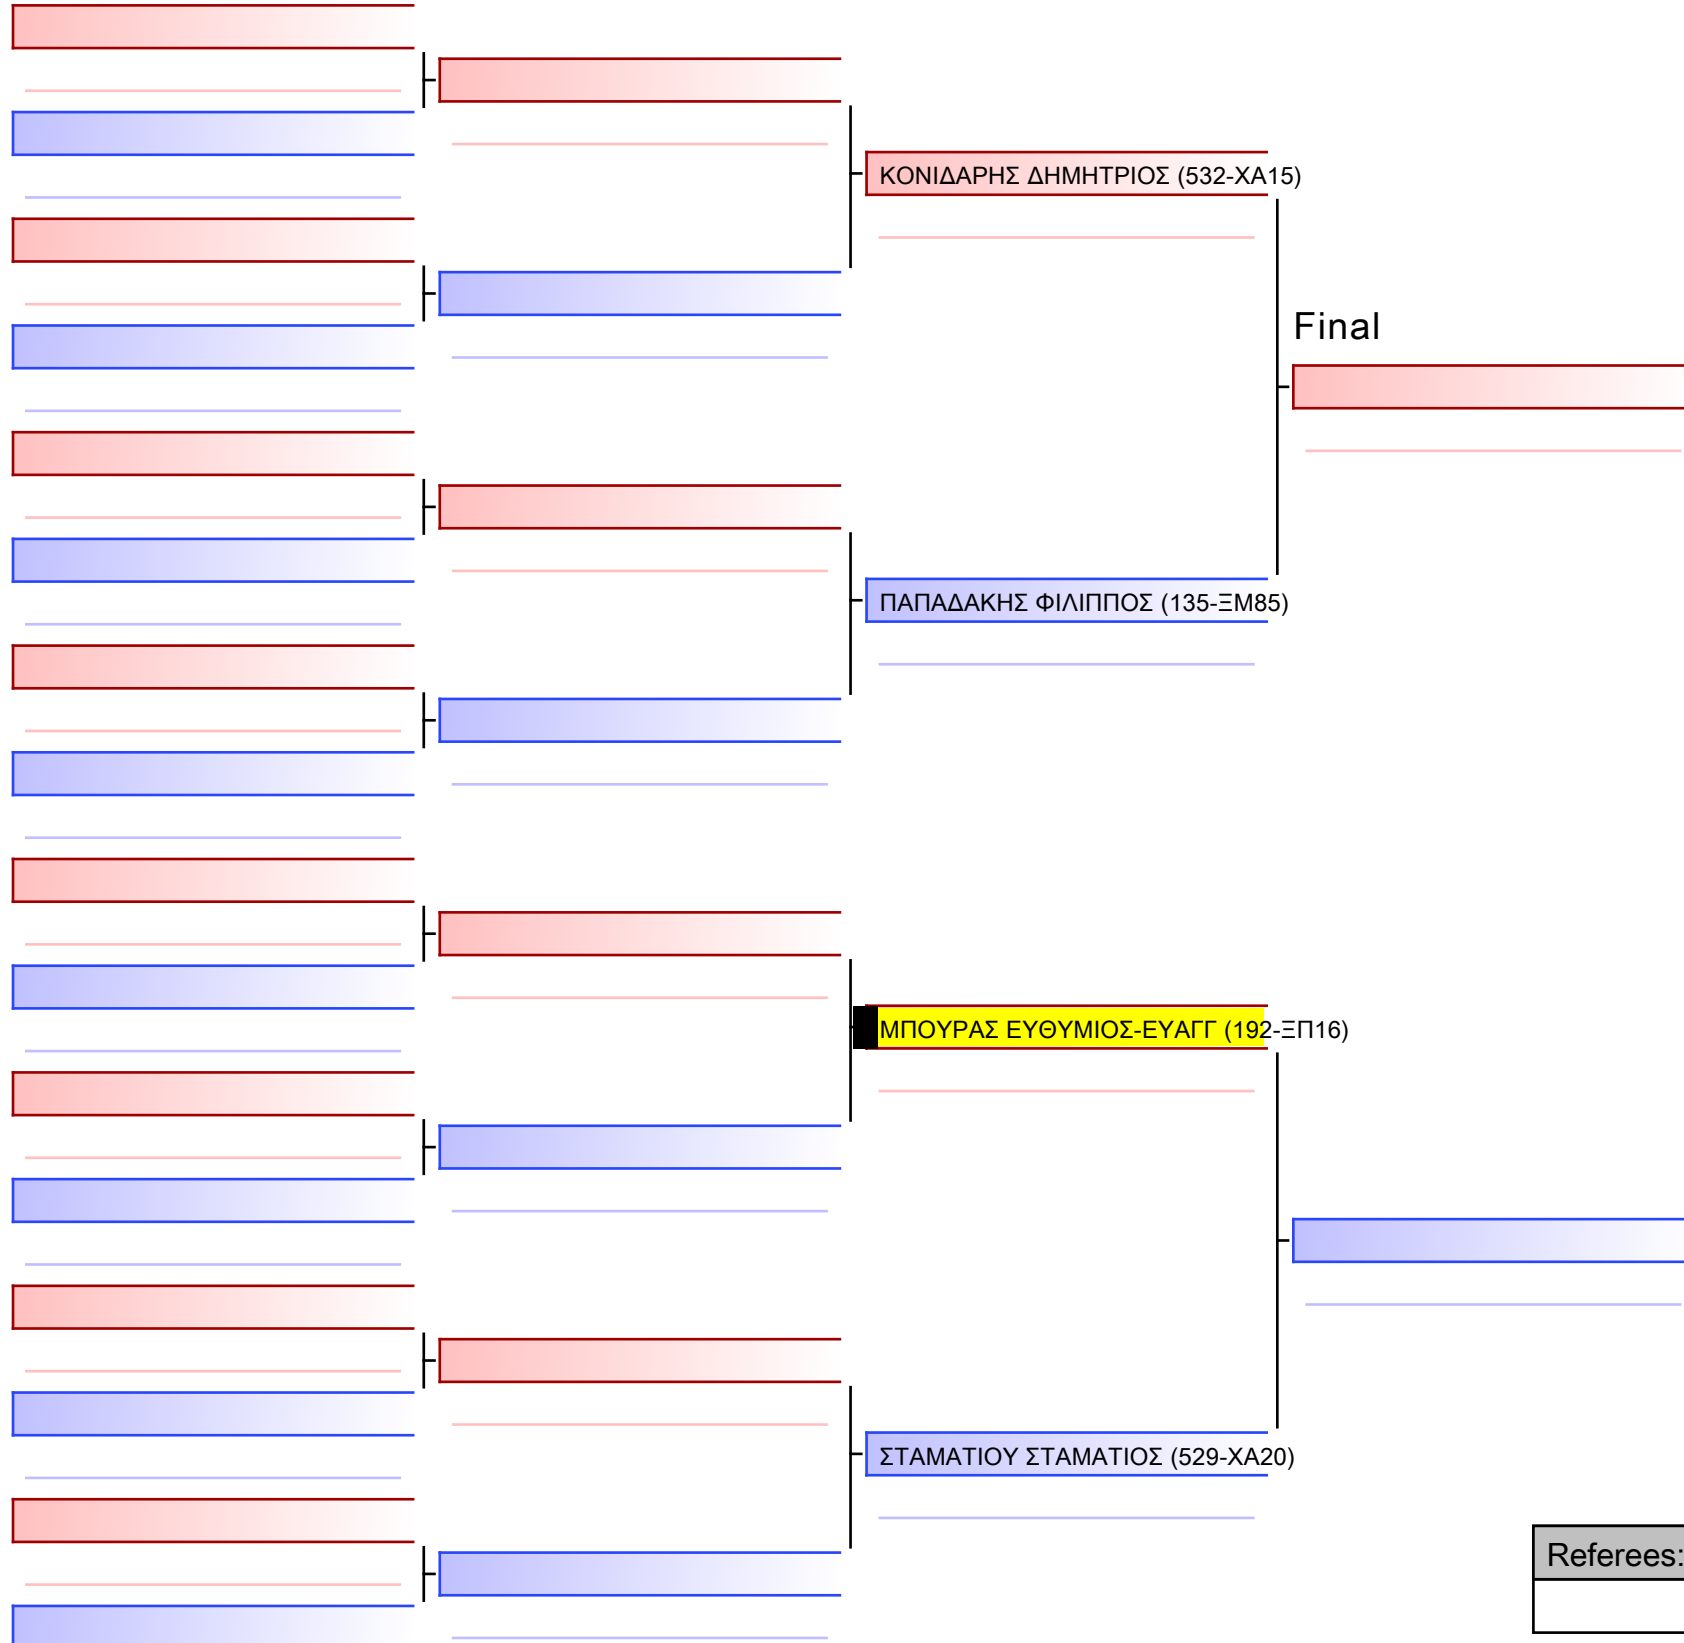 ΚΟΝΙΔΑΡΗΣ ΔΗΜΗΤΡΙΟΣ (532-ΧΑ15)
Final
ΠΑΠΑΔΑΚΗΣ ΦΙΛΙΠΠΟΣ (135-ΞΜ85)
ΜΠΟΥΡΑΣ ΕΥΘΥΜΙΟΣ-ΕΥΑΓΓ (192-ΞΠ16)
ΣΤΑΜΑΤΙΟΥ ΣΤΑΜΑΤΙΟΣ (529-ΧΑ20)
Referees: